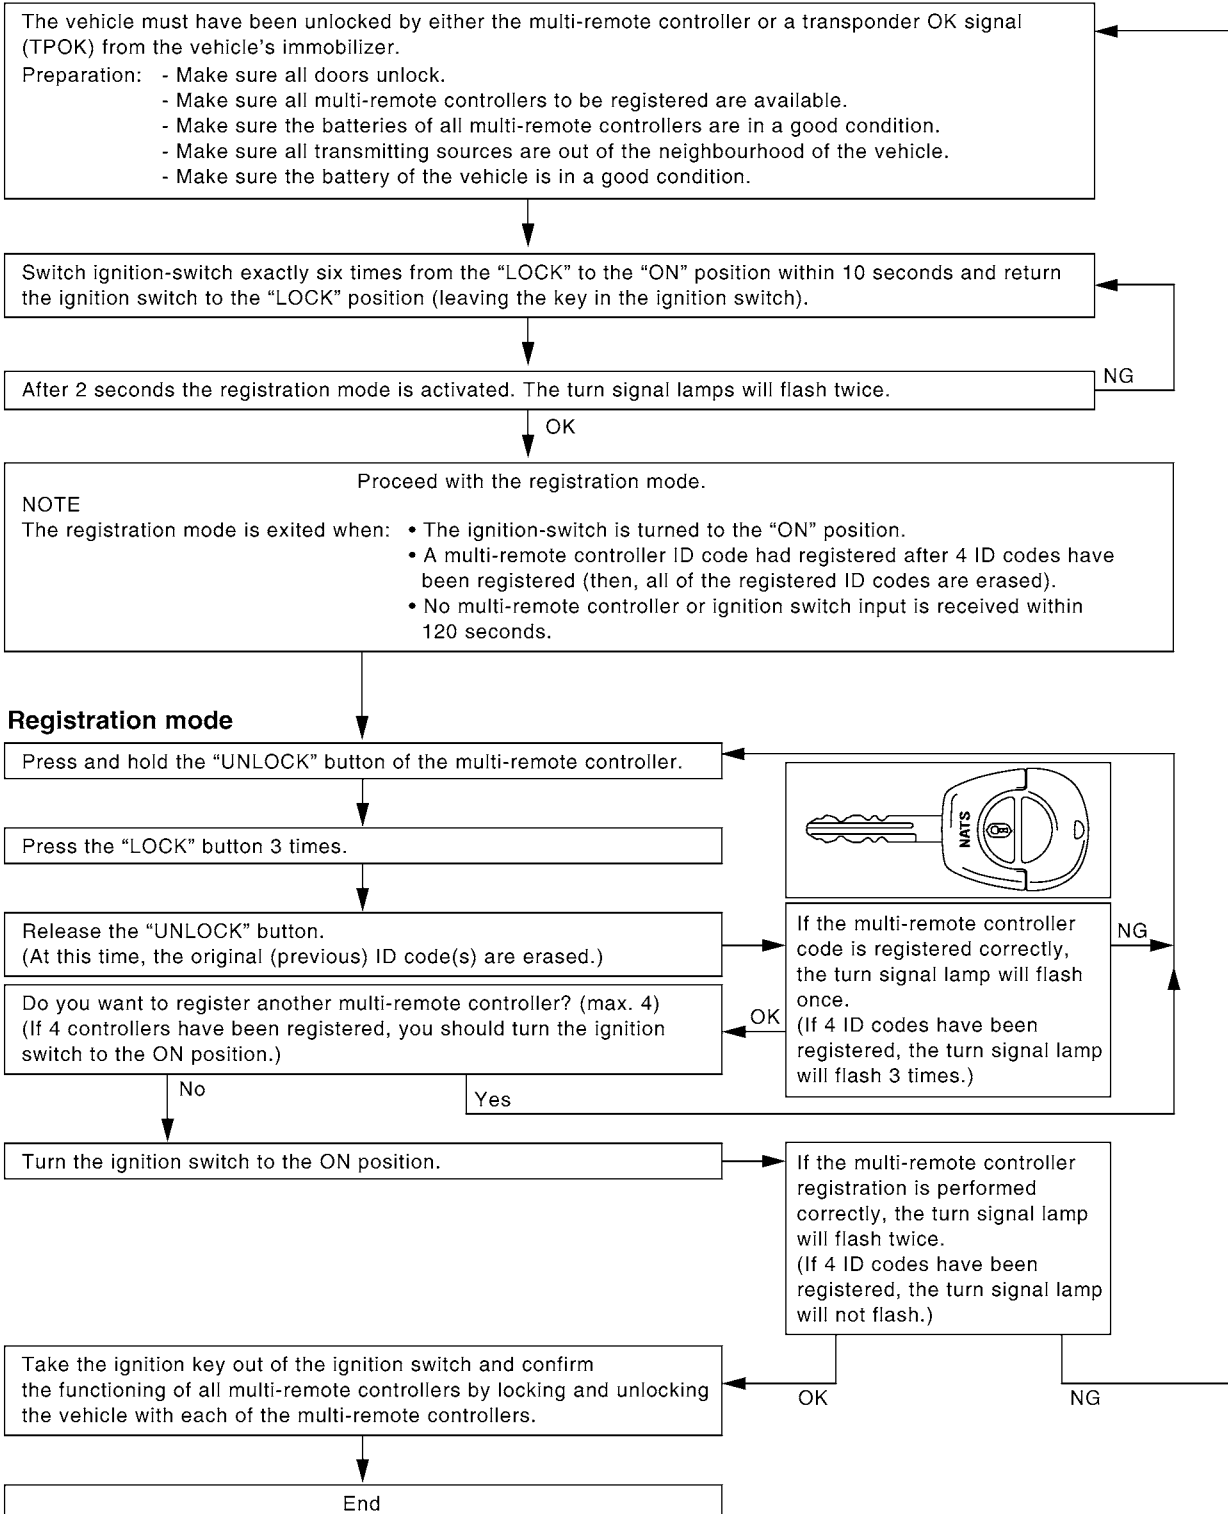 The vehicle must have been unlocked by either the multi-remote controller or a transponder OK signal
(TPOK) from the vehicle's immobilizer.
Preparation: - Make sure all doors unlock.
- Make sure all multi-remote controllers to be registered are available.
- Make sure the batteries of all multi-remote controllers are in a good condition.
- Make sure all transmitting sources are out of the neighbourhood of the vehicle.
- Make sure the battery of the vehicle is in a good condition.
Switch ignition-switch exactly six times from the “LOCK” to the “ON” position within 10 seconds and return
the ignition switch to the “LOCK” position (leaving the key in the ignition switch).
After 2 seconds the registration mode is activated. The turn signal lamps will flash twice.
NG
OK
Proceed with the registration mode.
NOTE
The registration mode is exited when: • The ignition-switch is turned to the “ON” position.
• A multi-remote controller ID code had registered after 4 ID codes have
been registered (then, all of the registered ID codes are erased).
• No multi-remote controller or ignition switch input is received within
120 seconds.
Registration mode
Press and hold the “UNLOCK” button of the multi-remote controller.
NATS
Press the “LOCK” button 3 times.
Release the “UNLOCK” button.
(At this time, the original (previous) ID code(s) are erased.)
If the multi-remote controller
code is registered correctly,
the turn signal lamp will flash
once.
(If 4 ID codes have been
registered, the turn signal lamp
will flash 3 times.)
NG
OK
Do you want to register another multi-remote controller? (max. 4)
(If 4 controllers have been registered, you should turn the ignition
switch to the ON position.)
No
Yes
Turn the ignition switch to the ON position.
If the multi-remote controller
registration is performed
correctly, the turn signal lamp
will flash twice.
(If 4 ID codes have been
registered, the turn signal lamp
will not flash.)
OK
NG
Take the ignition key out of the ignition switch and confirm
the functioning of all multi-remote controllers by locking and unlocking
the vehicle with each of the multi-remote controllers.
End